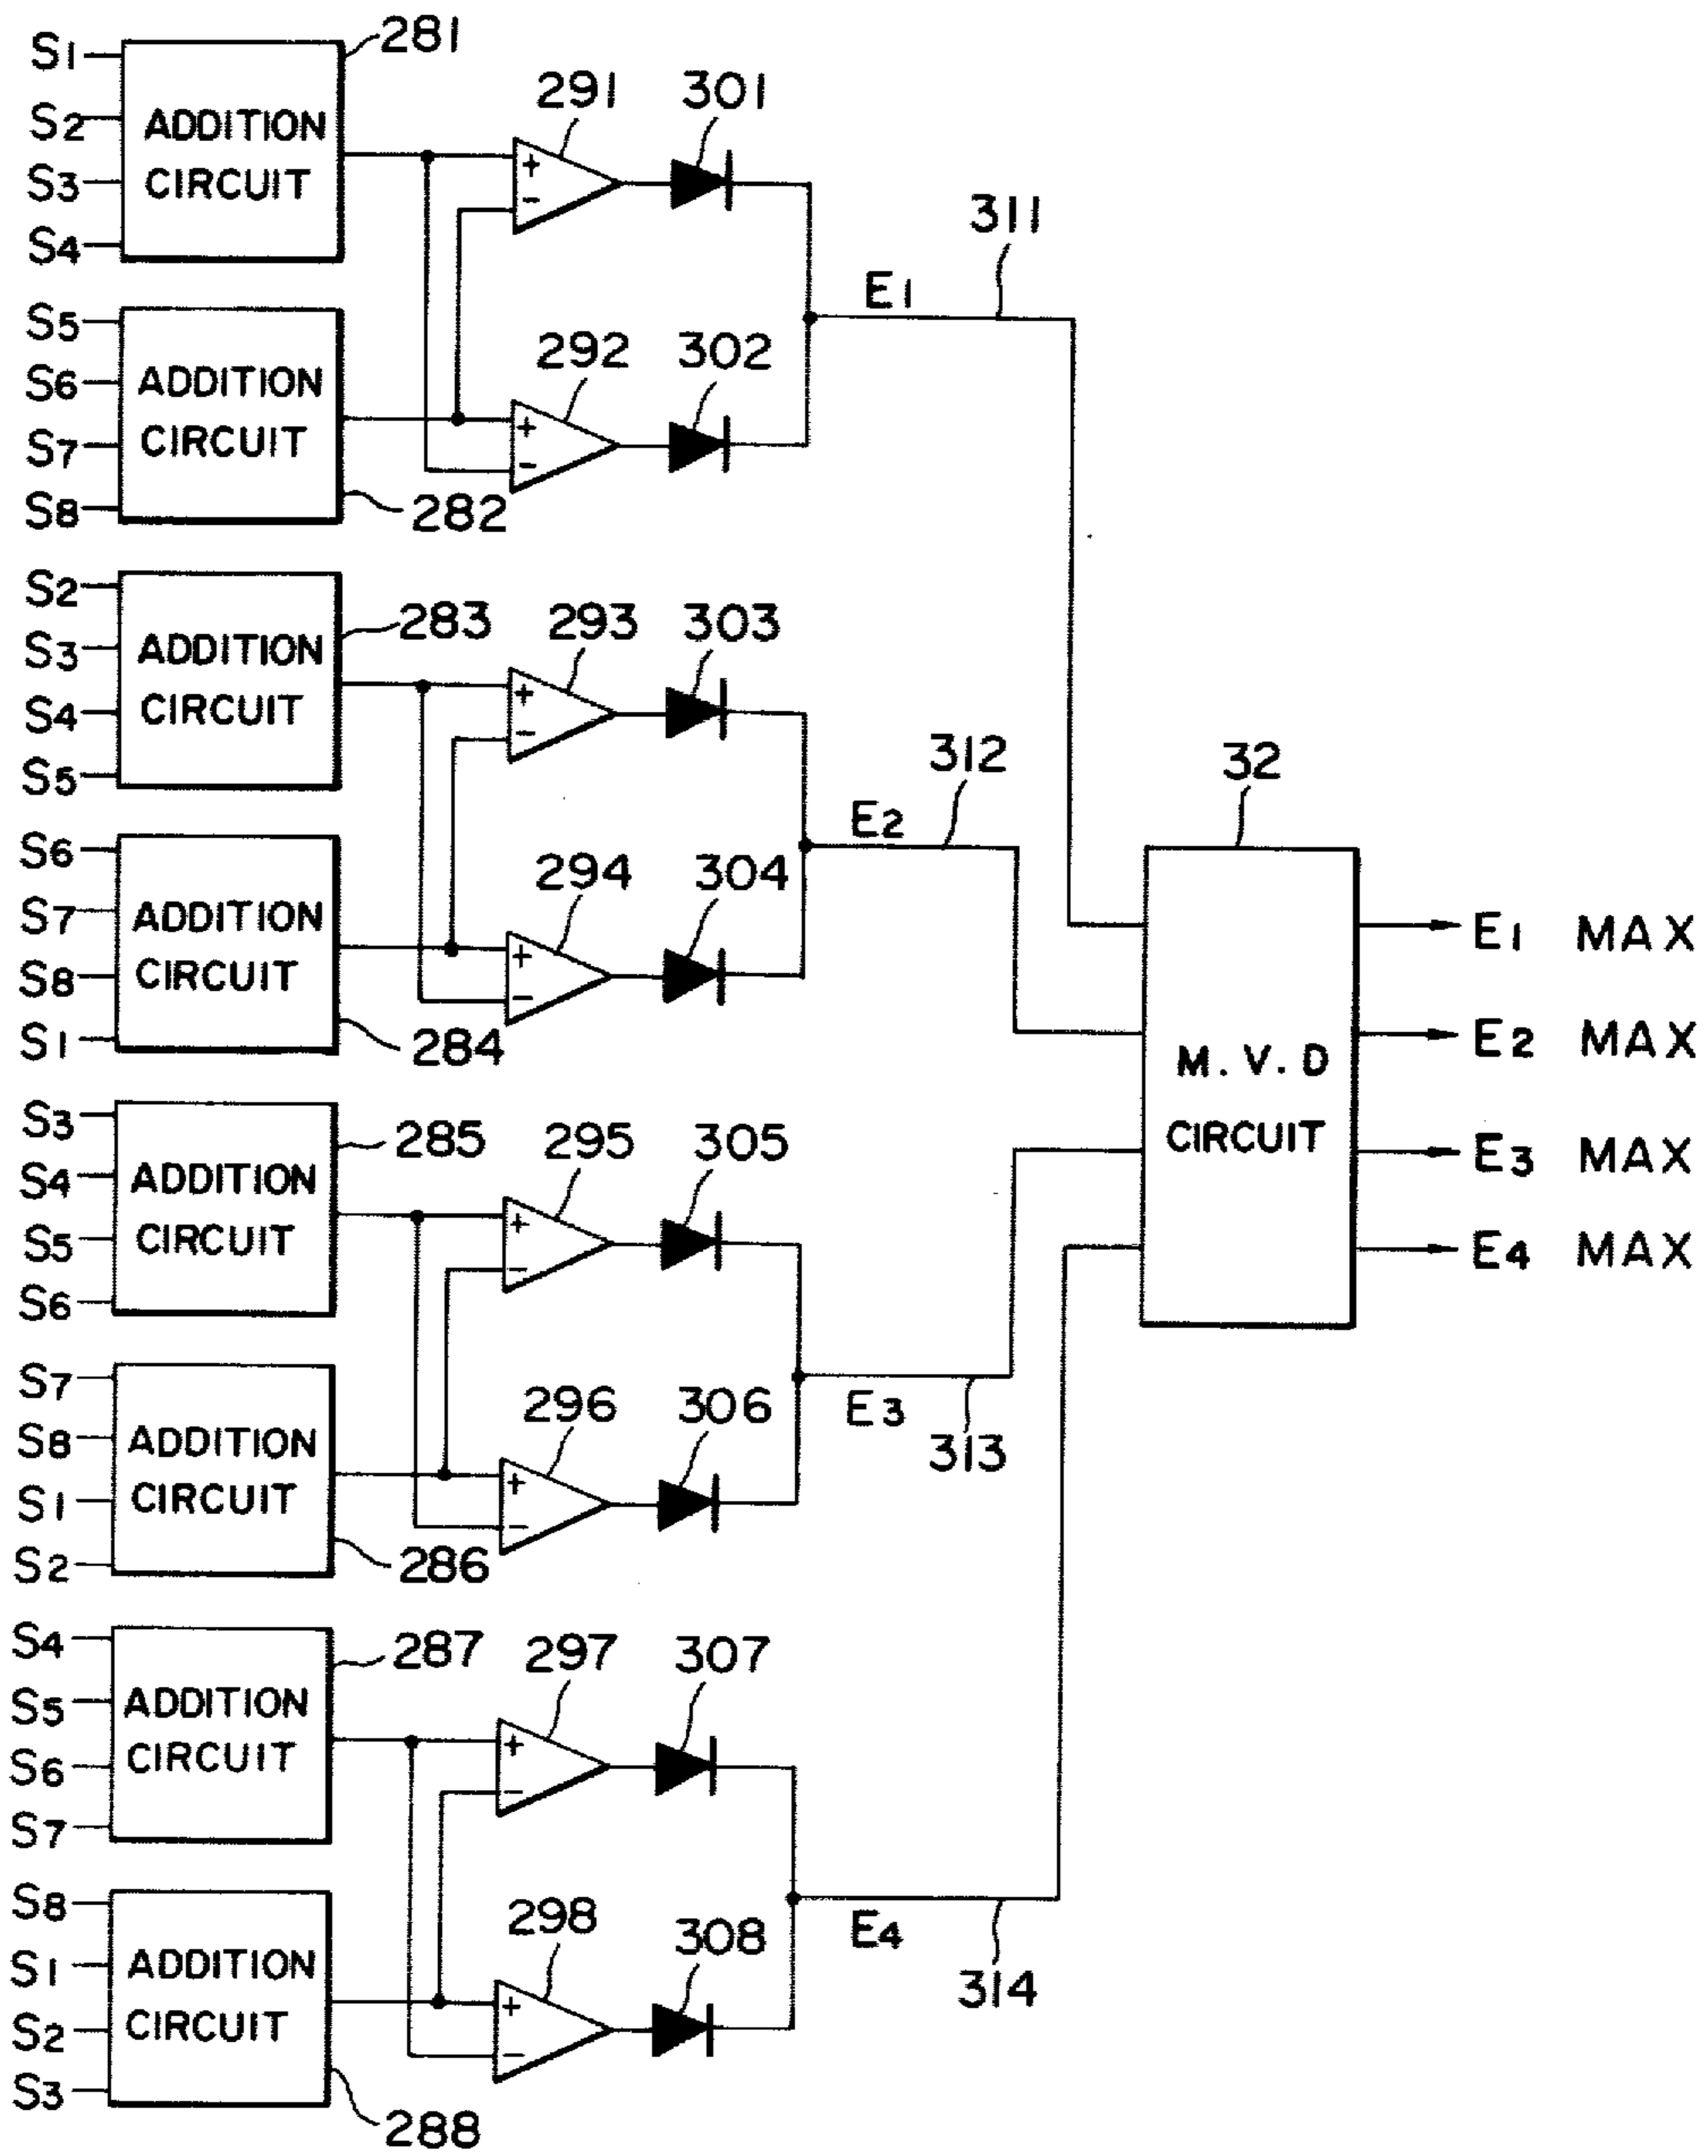 S1
S2
S3
S4
ADDITION
CIRCUIT
281
291
+
-
301
S5
S6
S7
S8
ADDITION
CIRCUIT
282
292
+
-
302
E1
311
S2
S3
S4
S5
ADDITION
CIRCUIT
283
293
+
-
303
S6
S7
S8
S1
ADDITION
CIRCUIT
284
294
+
-
304
E2
312
S3
S4
S5
S6
ADDITION
CIRCUIT
285
295
+
-
305
S7
S8
S1
S2
ADDITION
CIRCUIT
286
296
+
-
306
E3
313
S4
S5
S6
S7
ADDITION
CIRCUIT
287
297
+
-
307
S8
S1
S2
S3
ADDITION
CIRCUIT
288
298
+
-
308
E4
314
32
M.V.D
CIRCUIT
E1 MAX
E2 MAX
E3 MAX
E4 MAX